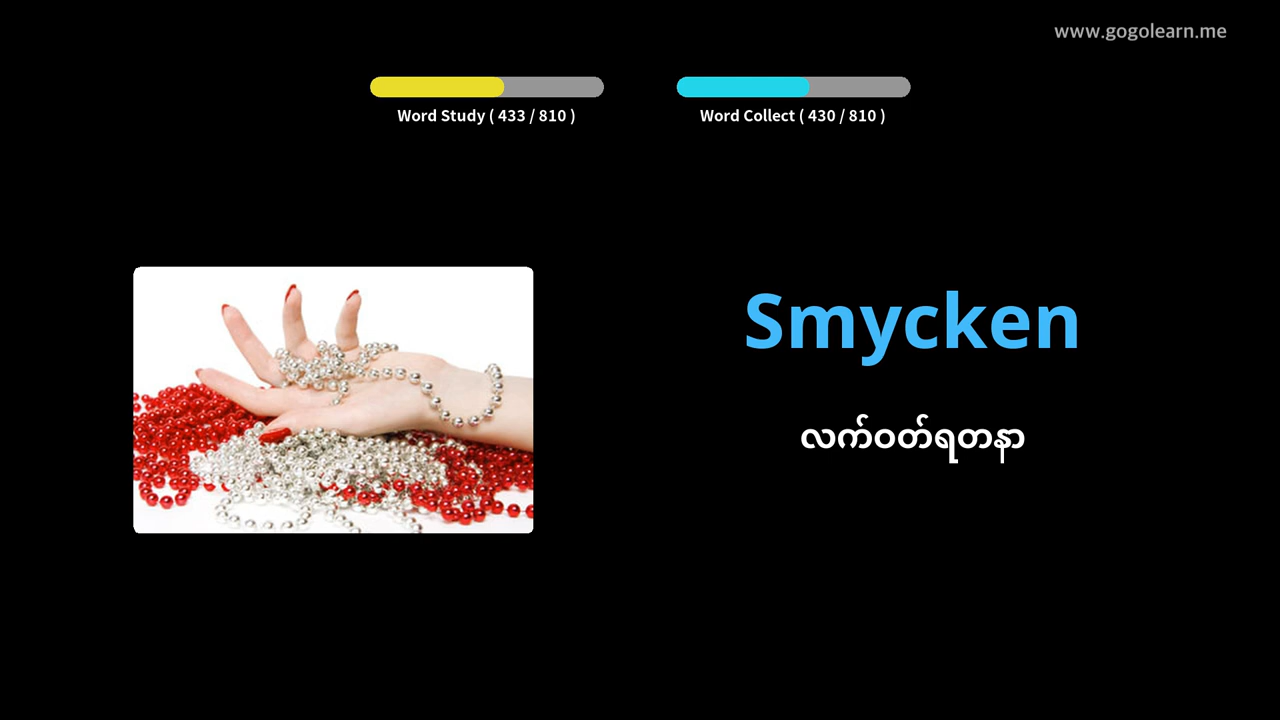 www.gogolearn.me
Word Study ( 433 / 810 )
Word Collect ( 430 / 810 )
Smycken
လက်ဝတ်ရတနာ